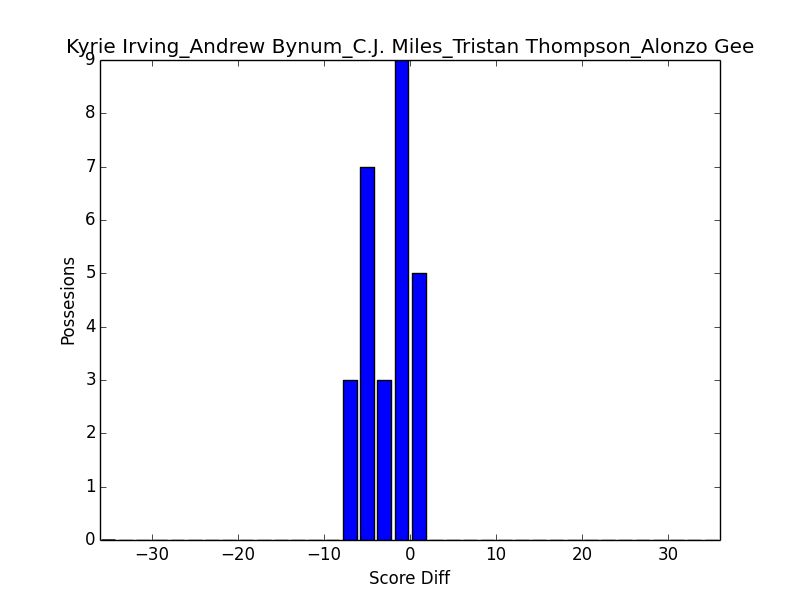 Kyrie Irving_Andrew Bynum_C.J. Miles_Tristan Thompson_Alonzo Gee
9
8
7
6
5
4
3
2
1
0
Possesions
−30 −20 −10 0 10 20 30
Score Diff